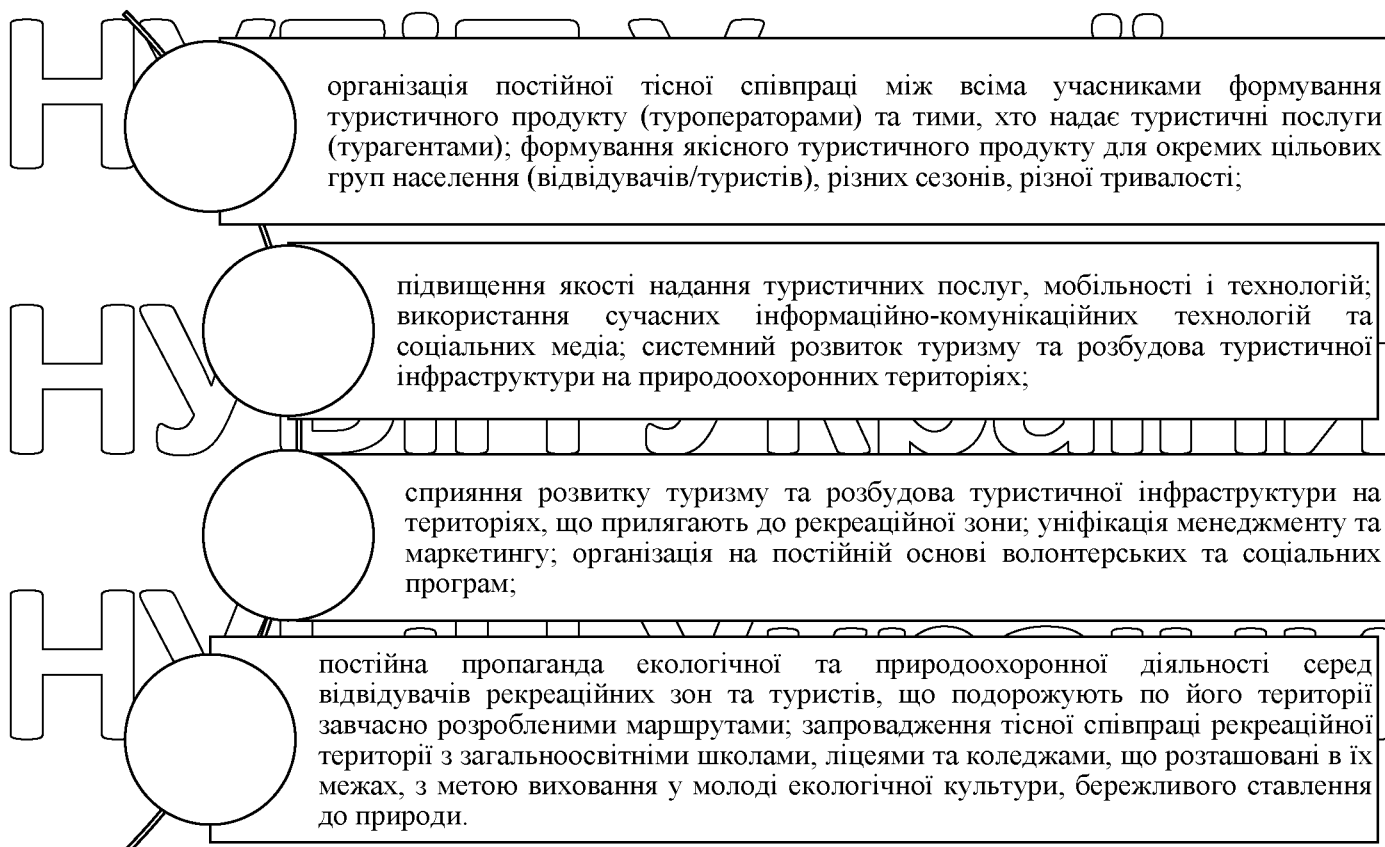 організація постійної тісної співпраці між всіма учасниками формування
туристичного продукту (туроператорами) та тими, хто надає туристичні послуги
(турагентами); формування якісного туристичного продукту для окремих цільових
груп населення (відвідувачів/туристів), різних сезонів, різної тривалості;
підвищення якості надання туристичних послуг, мобільності і технологій;
використання сучасних інформаційно-комунікаційних технологій та
соціальних медіа; системний розвиток туризму та розбудова туристичної
інфраструктури на природоохоронних територіях;
сприяння розвитку туризму та розбудова туристичної інфраструктури на
територіях, що прилягають до рекреаційної зони; уніфікація менеджменту та
маркетингу; організація на постійній основі волонтерських та соціальних
програм;
постійна пропаганда екологічної та природоохоронної діяльності серед
відвідувачів рекреаційних зон та туристів, що подорожують по його території
завчасно розробленими маршрутами; запровадження тісної співпраці рекреаційної
території з загальноосвітніми школами, ліцеями та коледжами, що розташовані в їх
межах, з метою виховання у молоді екологічної культури, бережливого ставлення
до природи.